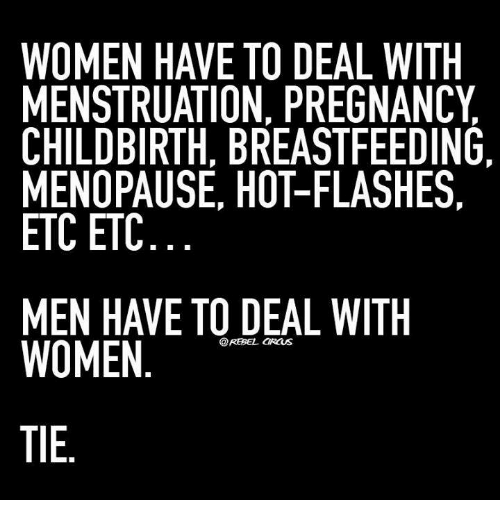 WOMEN HAVE TO DEAL WITH
MENSTRUATION, PREGNANCY,
CHILDBIRTH, BREASTFEEDING,
MENOPAUSE, HOT-FLASHES,
ETC ETC...
MEN HAVE TO DEAL WITH
@REBEL CIRCUS
WOMEN.
TIE.